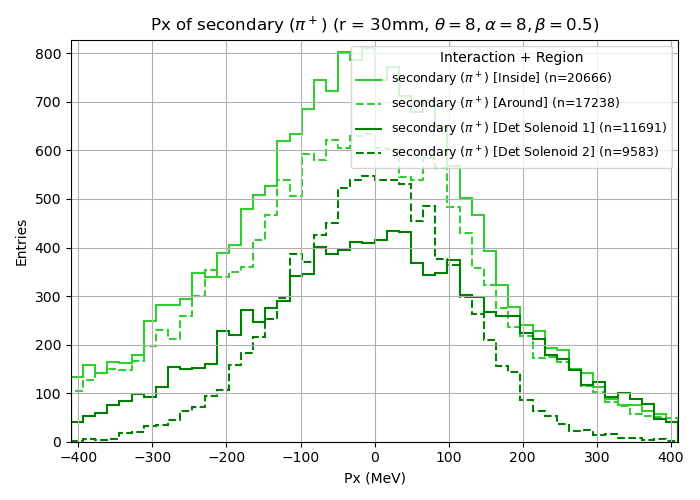 Px of secondary (π⁺) (r = 30mm, θ = 8, α = 8, β = 0.5)
Interaction + Region
secondary (π⁺) [Inside] (n=20666)
secondary (π⁺) [Around] (n=17238)
secondary (π⁺) [Det Solenoid 1] (n=11691)
secondary (π⁺) [Det Solenoid 2] (n=9583)
Entries
800
700
600
500
400
300
200
100
0
−400 −300 −200 −100 0 100 200 300 400
Px (MeV)